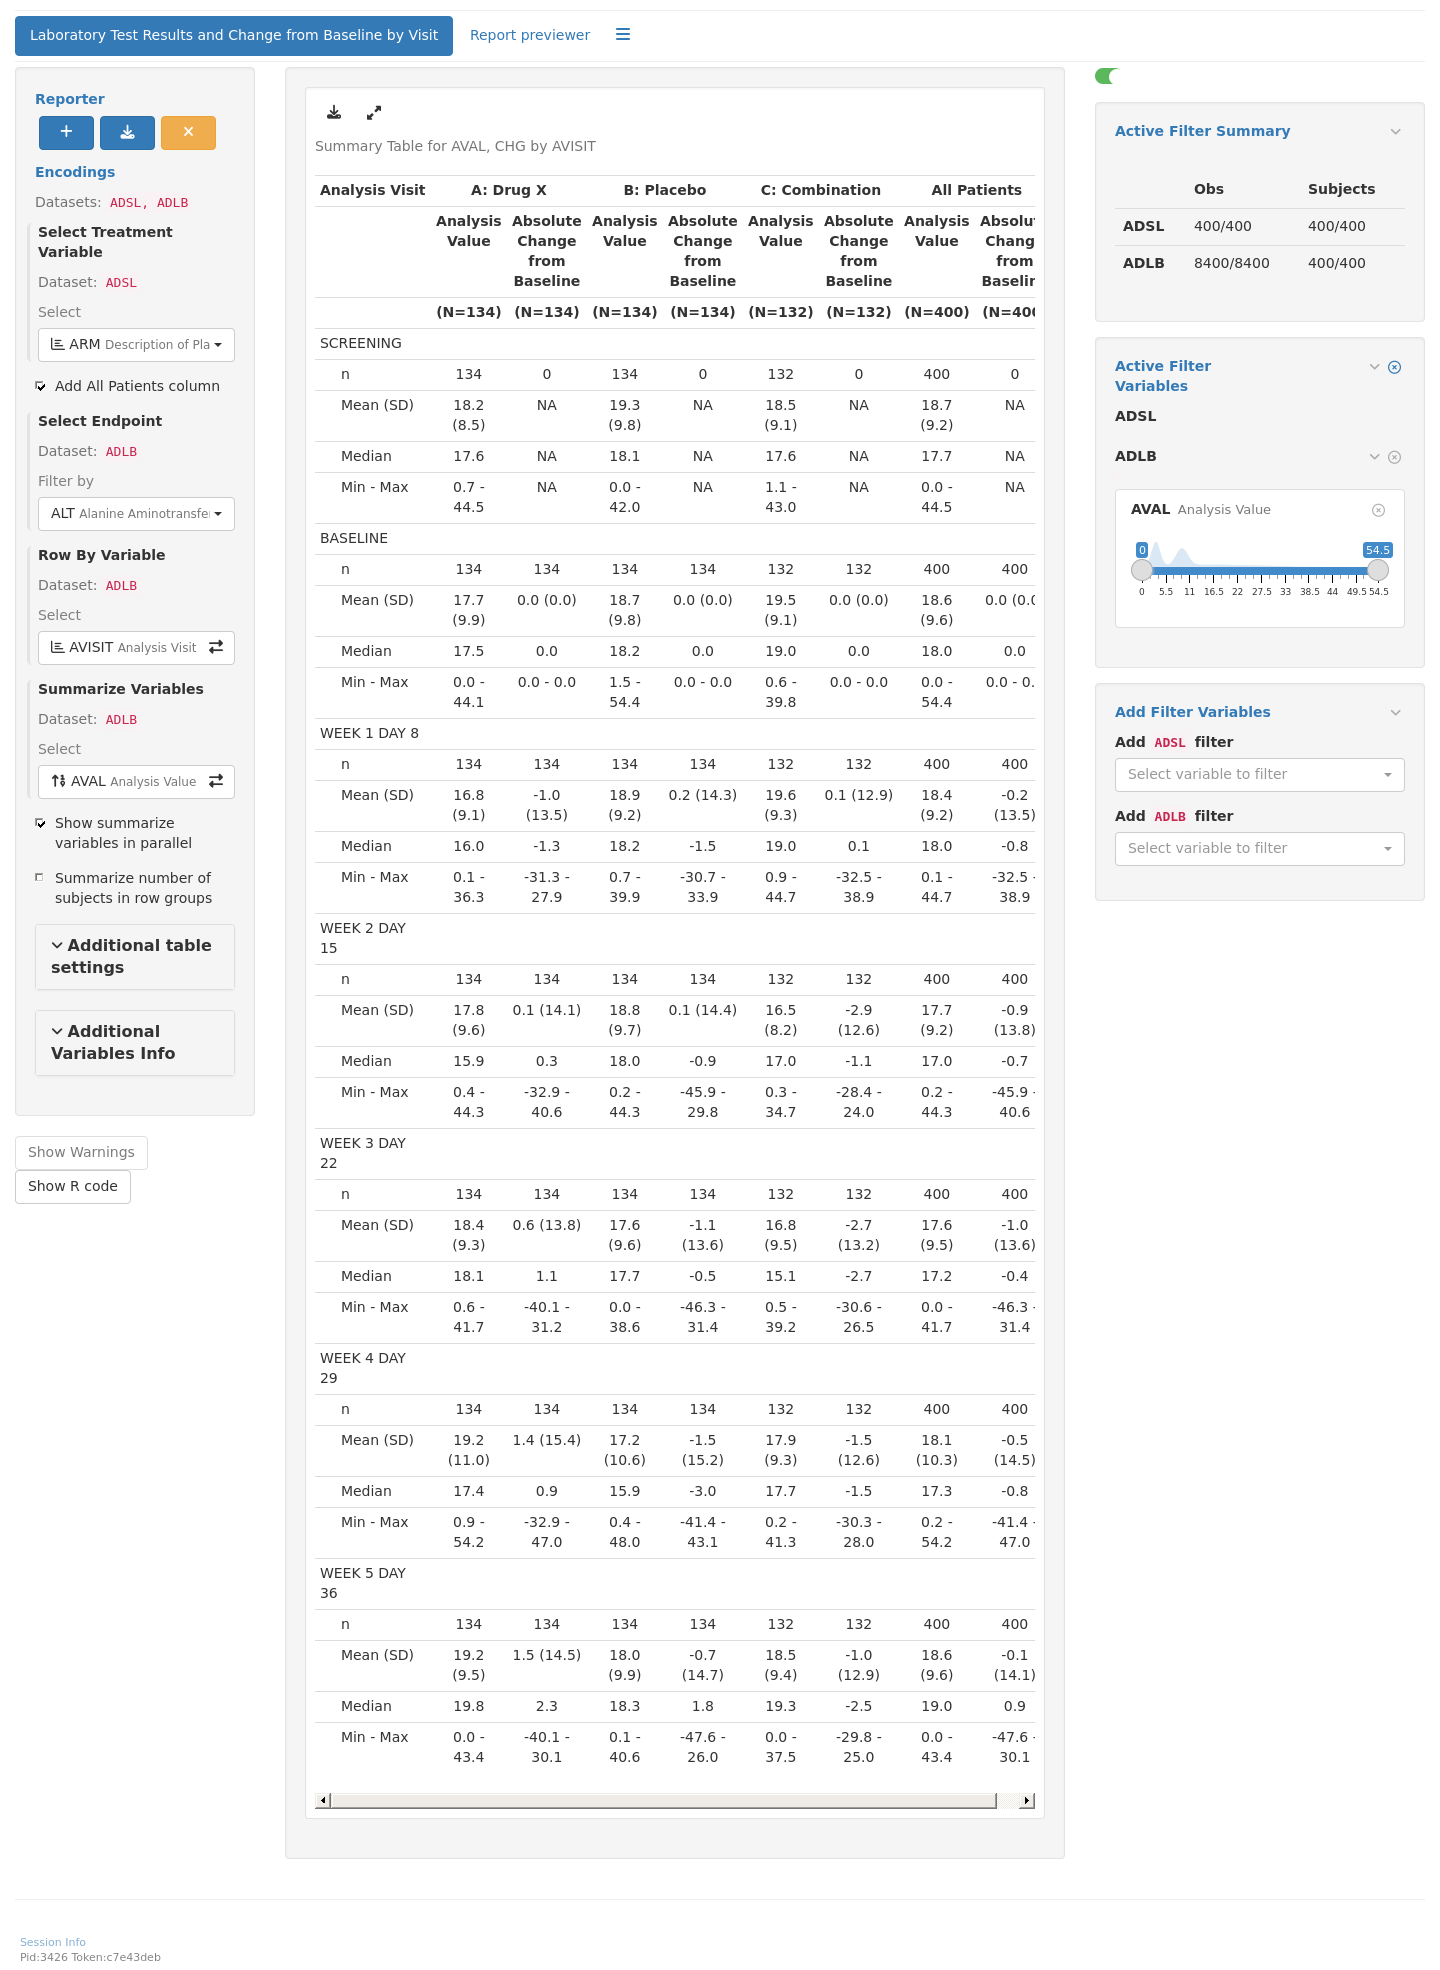 Laboratory Test Results and Change from Baseline by Visit Report previewer
Reporter
Encodings
Datasets: ADSL, ADLB
Select Treatment
Variable
Dataset: ADSL
Select
ARM Description of Pla
Add All Patients column
Select Endpoint
Dataset: ADLB
Filter by
ALT Alanine Aminotransfe
Row By Variable
Dataset: ADLB
Select
AVISIT Analysis Visit
Summarize Variables
Dataset: ADLB
Select
AVAL Analysis Value
Show summarize
variables in parallel
Summarize number of
subjects in row groups
Additional table
settings
Additional
Variables Info
Show Warnings
Show R code
Summary Table for AVAL, CHG by AVISIT
Analysis Visit A: Drug X B: Placebo C: Combination All Patients
Analysis Absolute Analysis Absolute Analysis Absolute Analysis Absolut
Value Change Value Change Value Change Value Chang
from from from from
Baseline Baseline Baseline Baselin
(N=134) (N=134) (N=134) (N=134) (N=132) (N=132) (N=400) (N=400
SCREENING
n 134 0 134 0 132 0 400 0
Mean (SD) 18.2 NA 19.3 NA 18.5 NA 18.7 NA
(8.5) (9.8) (9.1) (9.2)
Median 17.6 NA 18.1 NA 17.6 NA 17.7 NA
Min - Max 0.7 - NA 0.0 - NA 1.1 - NA 0.0 - NA
44.5 42.0 43.0 44.5
BASELINE
n 134 134 134 134 132 132 400 400
Mean (SD) 17.7 0.0 (0.0) 18.7 0.0 (0.0) 19.5 0.0 (0.0) 18.6 0.0 (0.0
(9.9) (9.8) (9.1) (9.6)
Median 17.5 0.0 18.2 0.0 19.0 0.0 18.0 0.0
Min - Max 0.0 - 0.0 - 0.0 1.5 - 0.0 - 0.0 0.6 - 0.0 - 0.0 0.0 - 0.0 - 0.
44.1 54.4 39.8 54.4
WEEK 1 DAY 8
n 134 134 134 134 132 132 400 400
Mean (SD) 16.8 -1.0 18.9 0.2 (14.3) 19.6 0.1 (12.9) 18.4 -0.2
(9.1) (13.5) (9.2) (9.3) (9.2) (13.5)
Median 16.0 -1.3 18.2 -1.5 19.0 0.1 18.0 -0.8
Min - Max 0.1 - -31.3 - 0.7 - -30.7 - 0.9 - -32.5 - 0.1 - -32.5 -
36.3 27.9 39.9 33.9 44.7 38.9 44.7 38.9
WEEK 2 DAY
15
n 134 134 134 134 132 132 400 400
Mean (SD) 17.8 0.1 (14.1) 18.8 0.1 (14.4) 16.5 -2.9 17.7 -0.9
(9.6) (9.7) (8.2) (12.6) (9.2) (13.8)
Median 15.9 0.3 18.0 -0.9 17.0 -1.1 17.0 -0.7
Min - Max 0.4 - -32.9 - 0.2 - -45.9 - 0.3 - -28.4 - 0.2 - -45.9 -
44.3 40.6 44.3 29.8 34.7 24.0 44.3 40.6
WEEK 3 DAY
22
n 134 134 134 134 132 132 400 400
Mean (SD) 18.4 0.6 (13.8) 17.6 -1.1 16.8 -2.7 17.6 -1.0
(9.3) (9.6) (13.6) (9.5) (13.2) (9.5) (13.6)
Median 18.1 1.1 17.7 -0.5 15.1 -2.7 17.2 -0.4
Min - Max 0.6 - -40.1 - 0.0 - -46.3 - 0.5 - -30.6 - 0.0 - -46.3 -
41.7 31.2 38.6 31.4 39.2 26.5 41.7 31.4
WEEK 4 DAY
29
n 134 134 134 134 132 132 400 400
Mean (SD) 19.2 1.4 (15.4) 17.2 -1.5 17.9 -1.5 18.1 -0.5
(11.0) (10.6) (15.2) (9.3) (12.6) (10.3) (14.5)
Median 17.4 0.9 15.9 -3.0 17.7 -1.5 17.3 -0.8
Min - Max 0.9 - -32.9 - 0.4 - -41.4 - 0.2 - -30.3 - 0.2 - -41.4 -
54.2 47.0 48.0 43.1 41.3 28.0 54.2 47.0
WEEK 5 DAY
36
n 134 134 134 134 132 132 400 400
Mean (SD) 19.2 1.5 (14.5) 18.0 -0.7 18.5 -1.0 18.6 -0.1
(9.5) (9.9) (14.7) (9.4) (12.9) (9.6) (14.1)
Median 19.8 2.3 18.3 1.8 19.3 -2.5 19.0 0.9
Min - Max 0.0 - -40.1 - 0.1 - -47.6 - 0.0 - -29.8 - 0.0 - -47.6 -
43.4 30.1 40.6 26.0 37.5 25.0 43.4 30.1
Active Filter Summary
Obs Subjects
ADSL 400/400 400/400
ADLB 8400/8400 400/400
Active Filter
Variables
ADSL
ADLB
AVAL Analysis Value
0 54.5
0 5.5 11 16.5 22 27.5 33 38.5 44 49.5 54.5
Add Filter Variables
Add ADSL filter
Select variable to filter
Add ADLB filter
Select variable to filter
Session Info
Pid:3426 Token:c7e43deb